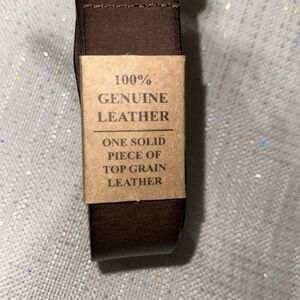 100%
GENUINE
LEATHER
ONE SOLID
PIECE OF
TOP GRAIN
LEATHER